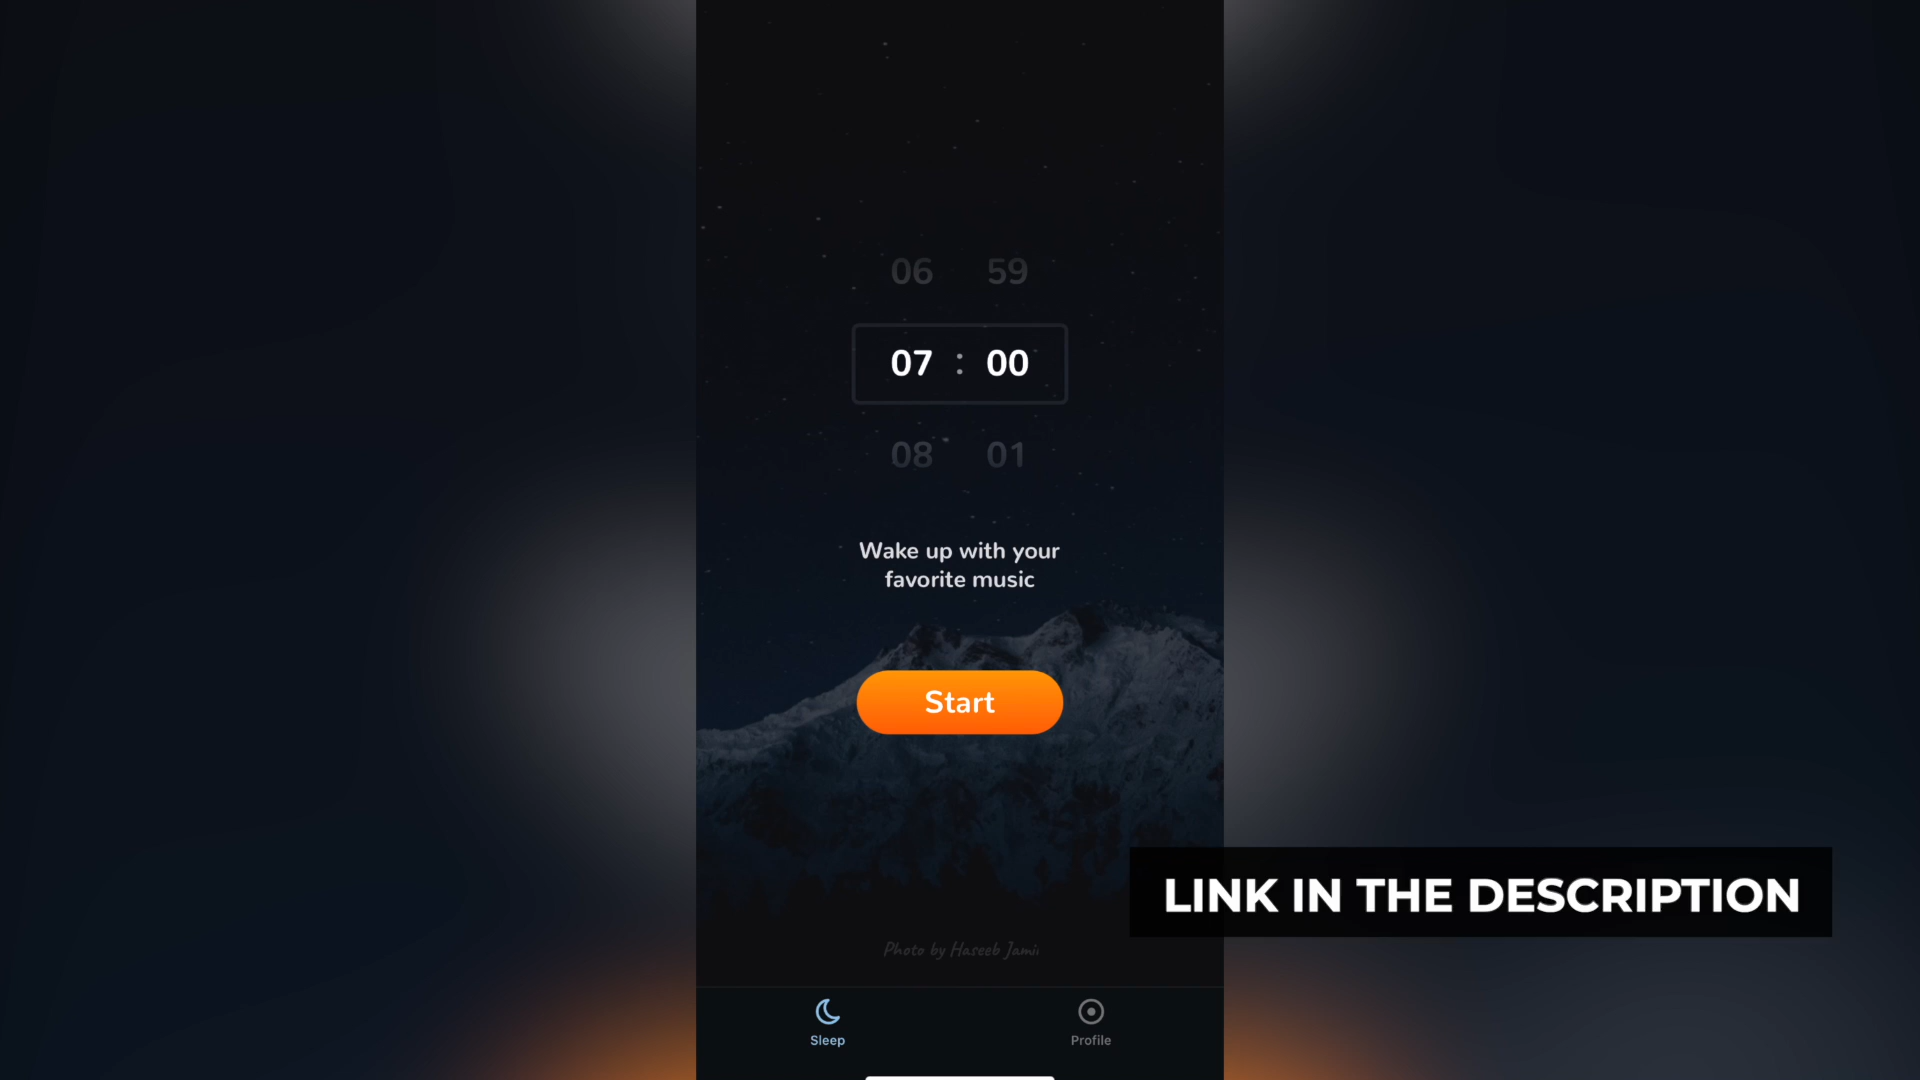 06 59
07 : 00
08 01
Wake up with your
favorite music
Start
LINK IN THE DESCRIPTION
Photo by Haseeb Jamil
Sleep
Profile